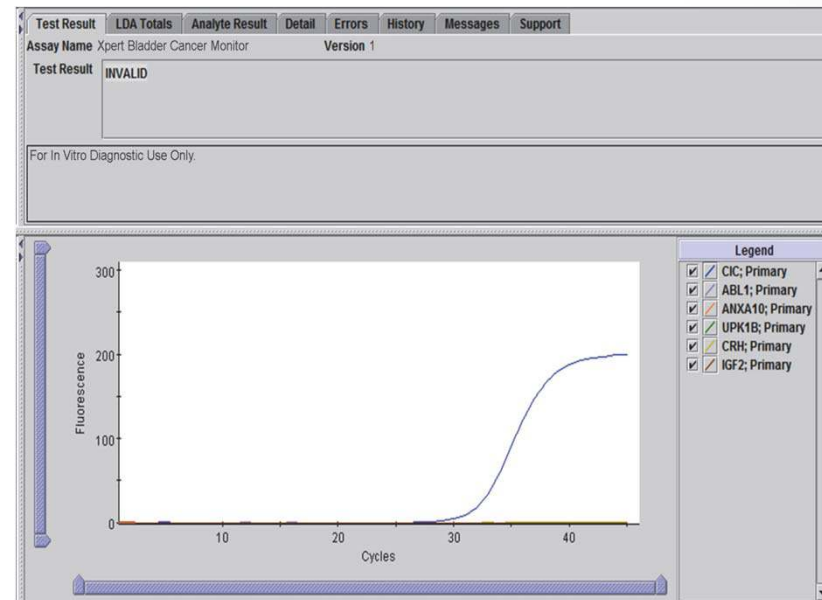 Test Result LDA Totals Analyte Result Detail Errors History Messages Support
Assay Name Xpert Bladder Cancer Monitor Version 1
Test Result INVALID
For In Vitro Diagnostic Use Only.
Legend
CIC; Primary
ABL1; Primary
ANXA10; Primary
UPK1B; Primary
CRH; Primary
IGF2; Primary
300
200
Fluorescence
100
0
10 20 30 40
Cycles